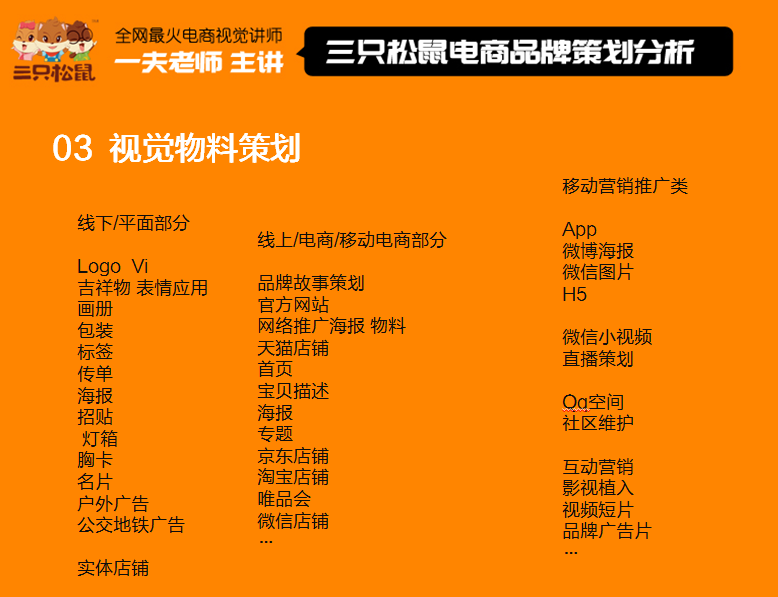 三只松鼠
全网最火电商视觉讲师
一夫老师 主讲
三只松鼠电商品牌策划分析
03 视觉物料策划
线下/平面部分
Logo Vi
吉祥物 表情应用
画册
包装
标签
传单
海报
招贴
灯箱
胸卡
名片
户外广告
公交地铁广告
实体店铺
线上/电商/移动电商部分
品牌故事策划
官方网站
网络推广海报 物料
天猫店铺
首页
宝贝描述
海报
专题
京东店铺
淘宝店铺
唯品会
微信店铺
...
移动营销推广类
App
微博海报
微信图片
H5
微信小视频
直播策划
Qq空间
社区维护
互动营销
影视植入
视频短片
品牌广告片
...